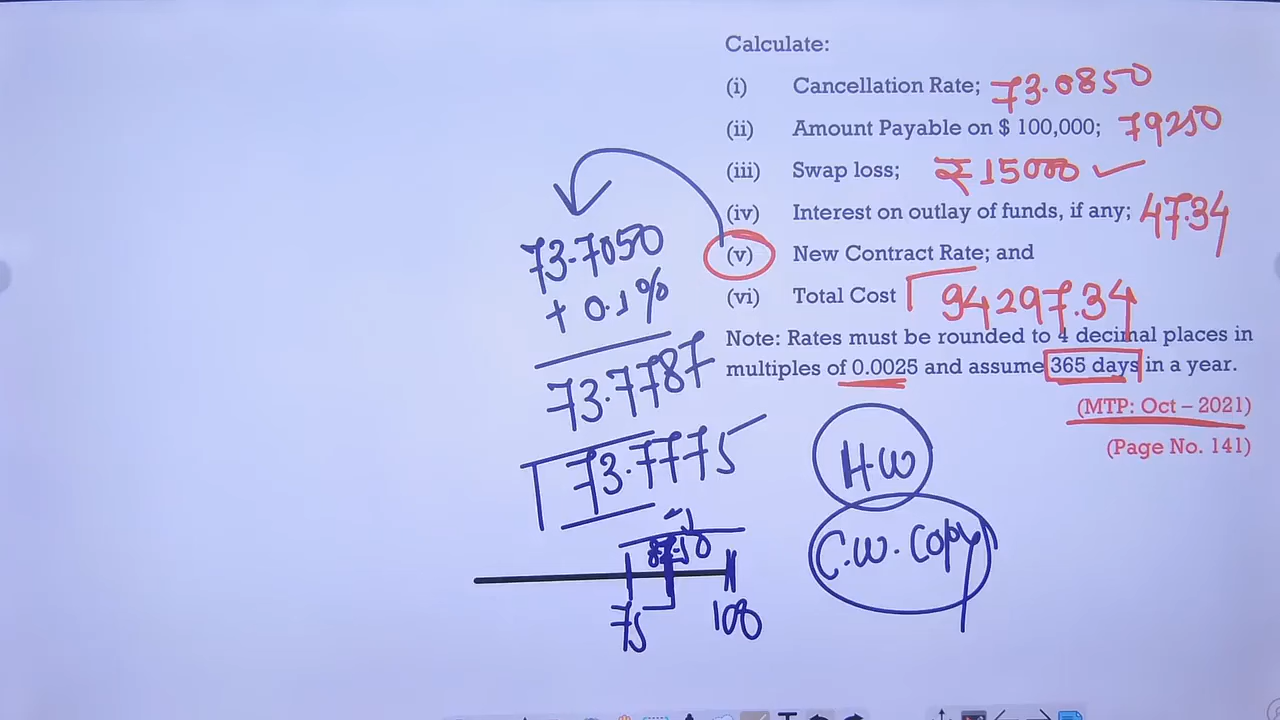 Calculate:
(i) Cancellation Rate; 73.0850
(ii) Amount Payable on $ 100,000; 79250
(iii) Swap loss; ₹15000 ✓
(iv) Interest on outlay of funds, if any; 47.34
(v) New Contract Rate; and
(vi) Total Cost 94297.34
Note: Rates must be rounded to 4 decimal places in
multiples of 0.0025 and assume 365 days in a year.
(MTP: Oct – 2021)
(Page No. 141)
73.7050
+ 0.1%
73.7787
73.7775
87.50
75 100
H.W
C.W. Copy